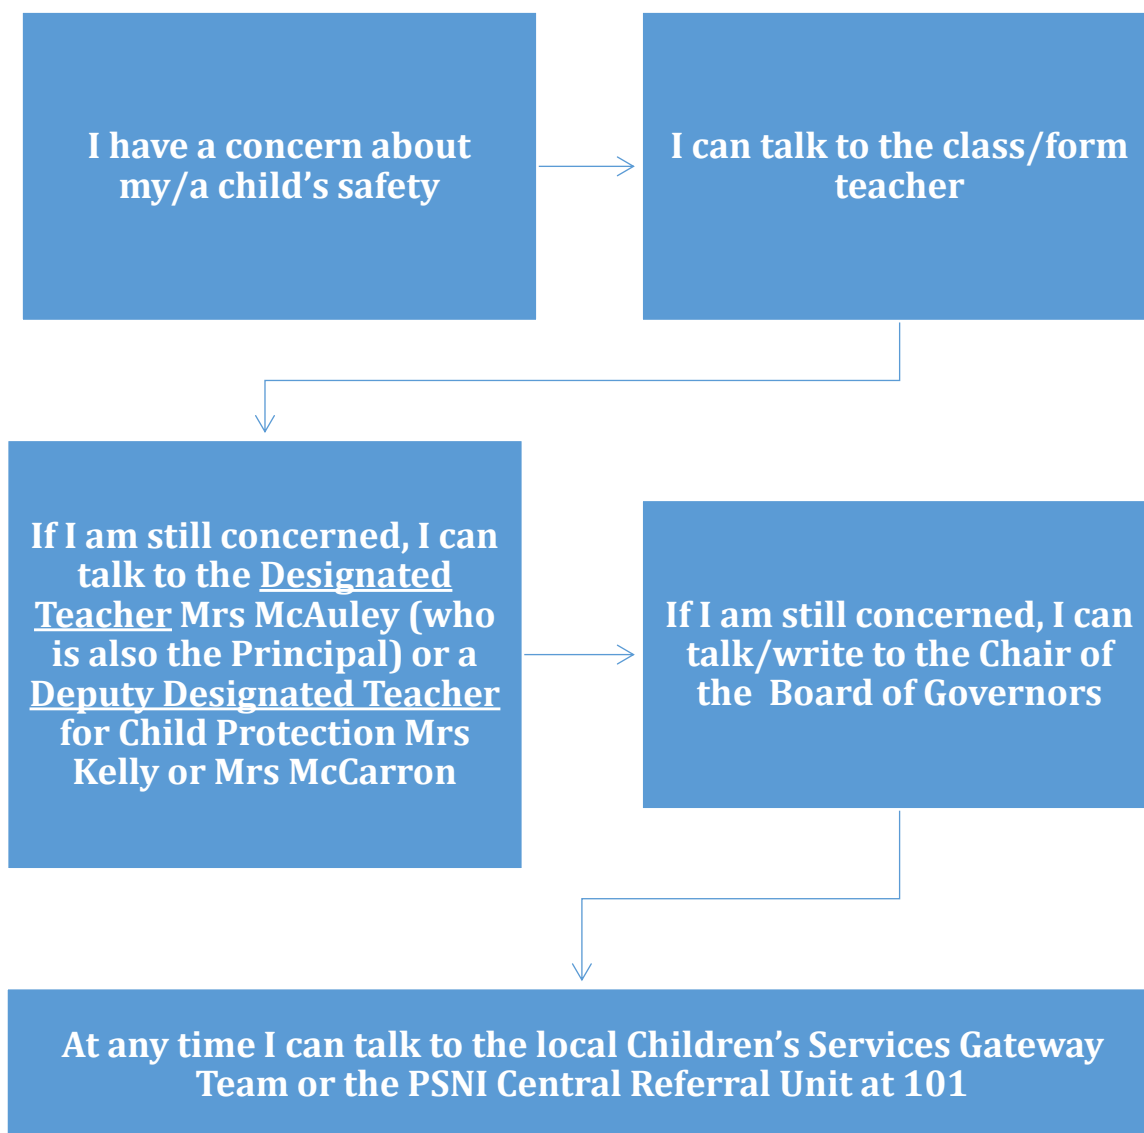 I have a concern about
my/a child’s safety
I can talk to the class/form
teacher
If I am still concerned, I can
talk to the Designated
Teacher Mrs McAuley (who
is also the Principal) or a
Deputy Designated Teacher
for Child Protection Mrs
Kelly or Mrs McCarron
If I am still concerned, I can
talk/write to the Chair of
the  Board of Governors
At any time I can talk to the local Children’s Services Gateway
Team or the PSNI Central Referral Unit at 101